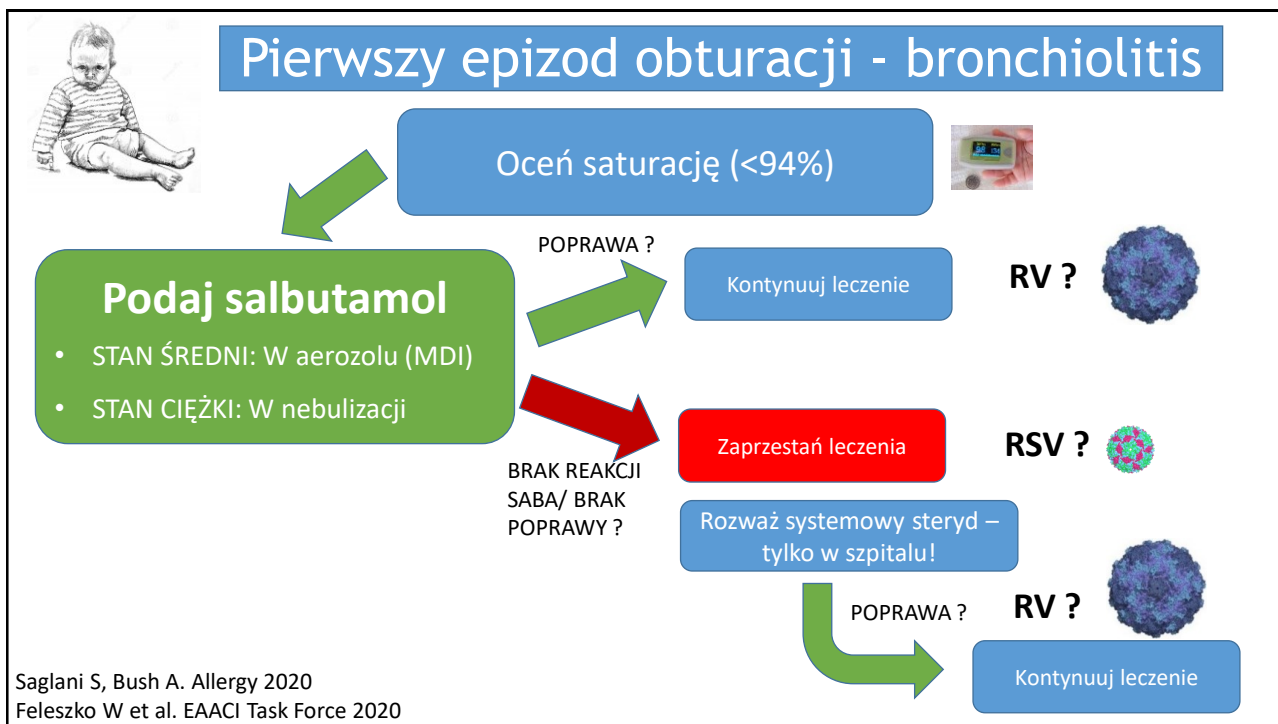 Pierwszy epizod obturacji - bronchiolitis
Oceń saturację (<94%)
Podaj salbutamol
• STAN ŚREDNI: W aerozolu (MDI)
• STAN CIĘŻKI: W nebulizacji
POPRAWA ?
Kontynuuj leczenie
RV ?
BRAK REAKCJI
SABA/ BRAK
POPRAWY ?
Zaprzestań leczenia
RSV ?
Rozważ systemowy steryd –
tylko w szpitalu!
POPRAWA ?
RV ?
Kontynuuj leczenie
Saglani S, Bush A. Allergy 2020
Feleszko W et al. EAACI Task Force 2020